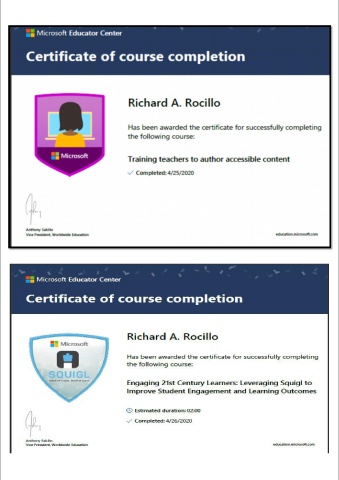 Microsoft Educator Center
Certificate of course completion
Richard A. Rocillo
Has been awarded the certificate for successfully completing
the following course:
Training teachers to author accessible content
Completed: 4/25/2020
Microsoft
Anthony Salcito
Vice President, Worldwide Education
education.microsoft.com
Microsoft Educator Center
Certificate of course completion
Richard A. Rocillo
Microsoft
SQUIGL
Has been awarded the certificate for successfully completing
the following course:
Engaging 21st Century Learners: Leveraging Squigl to
Improve Student Engagement and Learning Outcomes
Estimated duration: 02:00
Completed: 4/26/2020
Anthony Salcito
Vice President, Worldwide Education
education.microsoft.com